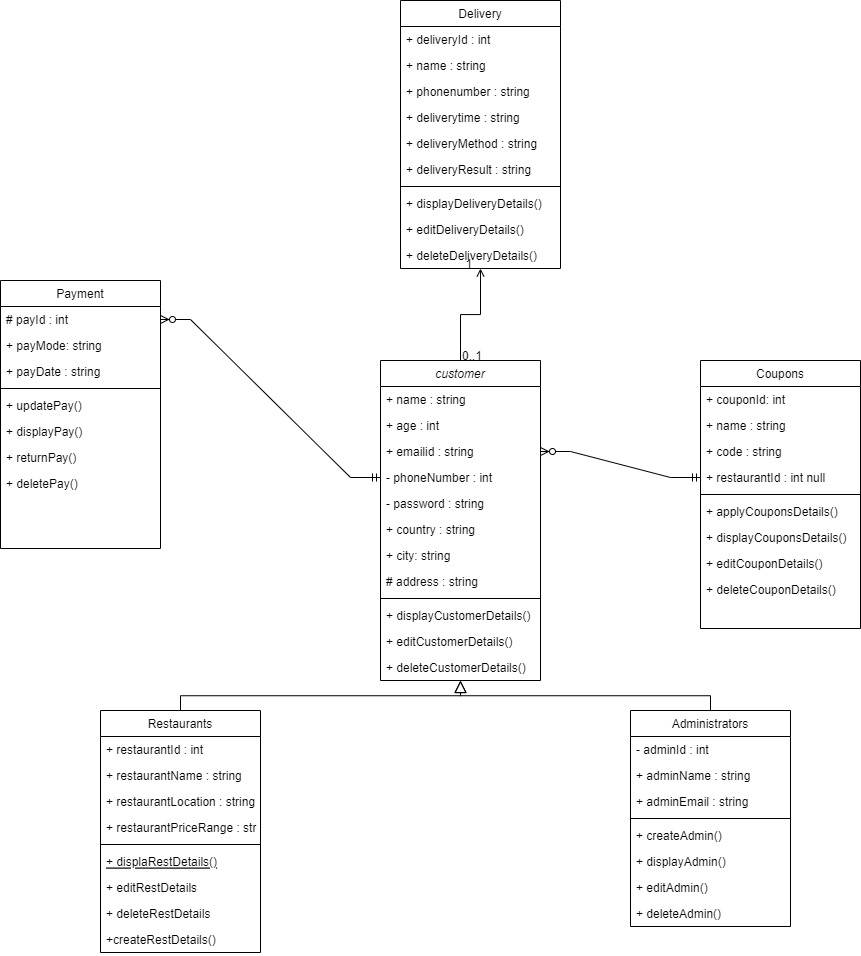 Delivery
+ deliveryId : int
+ name : string
+ phonenumber : string
+ deliverytime : string
+ deliveryMethod : string
+ deliveryResult : string
+ displayDeliveryDetails()
+ editDeliveryDetails()
+ deleteDeliveryDetails()
1
0..1
Payment
# payId : int
+ payMode: string
+ payDate : string
+ updatePay()
+ displayPay()
+ returnPay()
+ deletePay()
customer
+ name : string
+ age : int
+ emailid : string
- phoneNumber : int
- password : string
+ country : string
+ city: string
# address : string
+ displayCustomerDetails()
+ editCustomerDetails()
+ deleteCustomerDetails()
Coupons
+ couponId: int
+ name : string
+ code : string
+ restaurantId : int null
+ applyCouponsDetails()
+ displayCouponsDetails()
+ editCouponDetails()
+ deleteCouponDetails()
Restaurants
+ restaurantId : int
+ restaurantName : string
+ restaurantLocation : string
+ restaurantPriceRange : str
+ displaRestDetails()
+ editRestDetails
+ deleteRestDetails
+createRestDetails()
Administrators
- adminId : int
+ adminName : string
+ adminEmail : string
+ createAdmin()
+ displayAdmin()
+ editAdmin()
+ deleteAdmin()